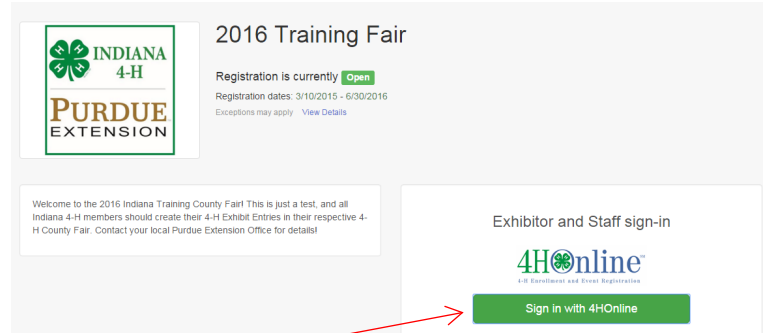 2016 Training Fair
INDIANA
4-H
PURDUE
EXTENSION
Registration is currently Open
Registration dates: 3/10/2015 - 6/30/2016
Exceptions may apply View Details
Welcome to the 2016 Indiana Training County Fair! This is just a test, and all
Indiana 4-H members should create their 4-H Exhibit Entries in their respective 4-
H County Fair. Contact your local Purdue Extension Office for details!
Exhibitor and Staff sign-in
4HOnline
4-H Enrollment and Event Registration
Sign in with 4HOnline